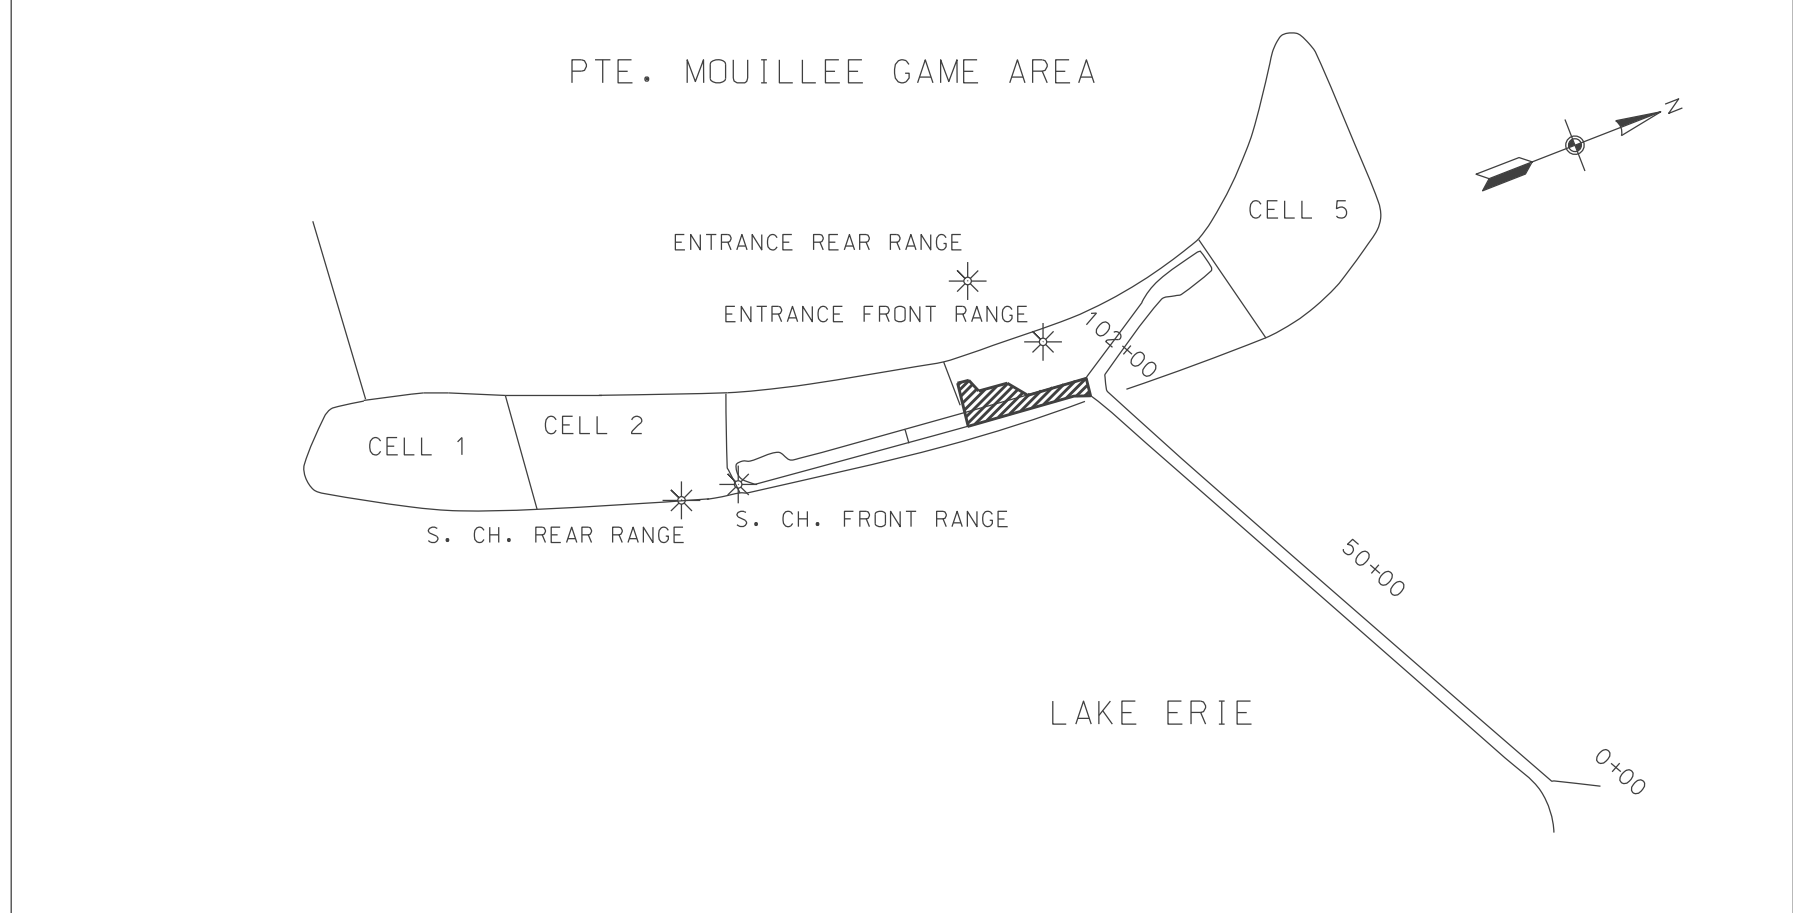 PTE. MOUILLEE GAME AREA
N
CELL 5
ENTRANCE REAR RANGE
ENTRANCE FRONT RANGE
102+00
CELL 2
CELL 1
S. CH. FRONT RANGE
S. CH. REAR RANGE
50+00
LAKE ERIE
0+00